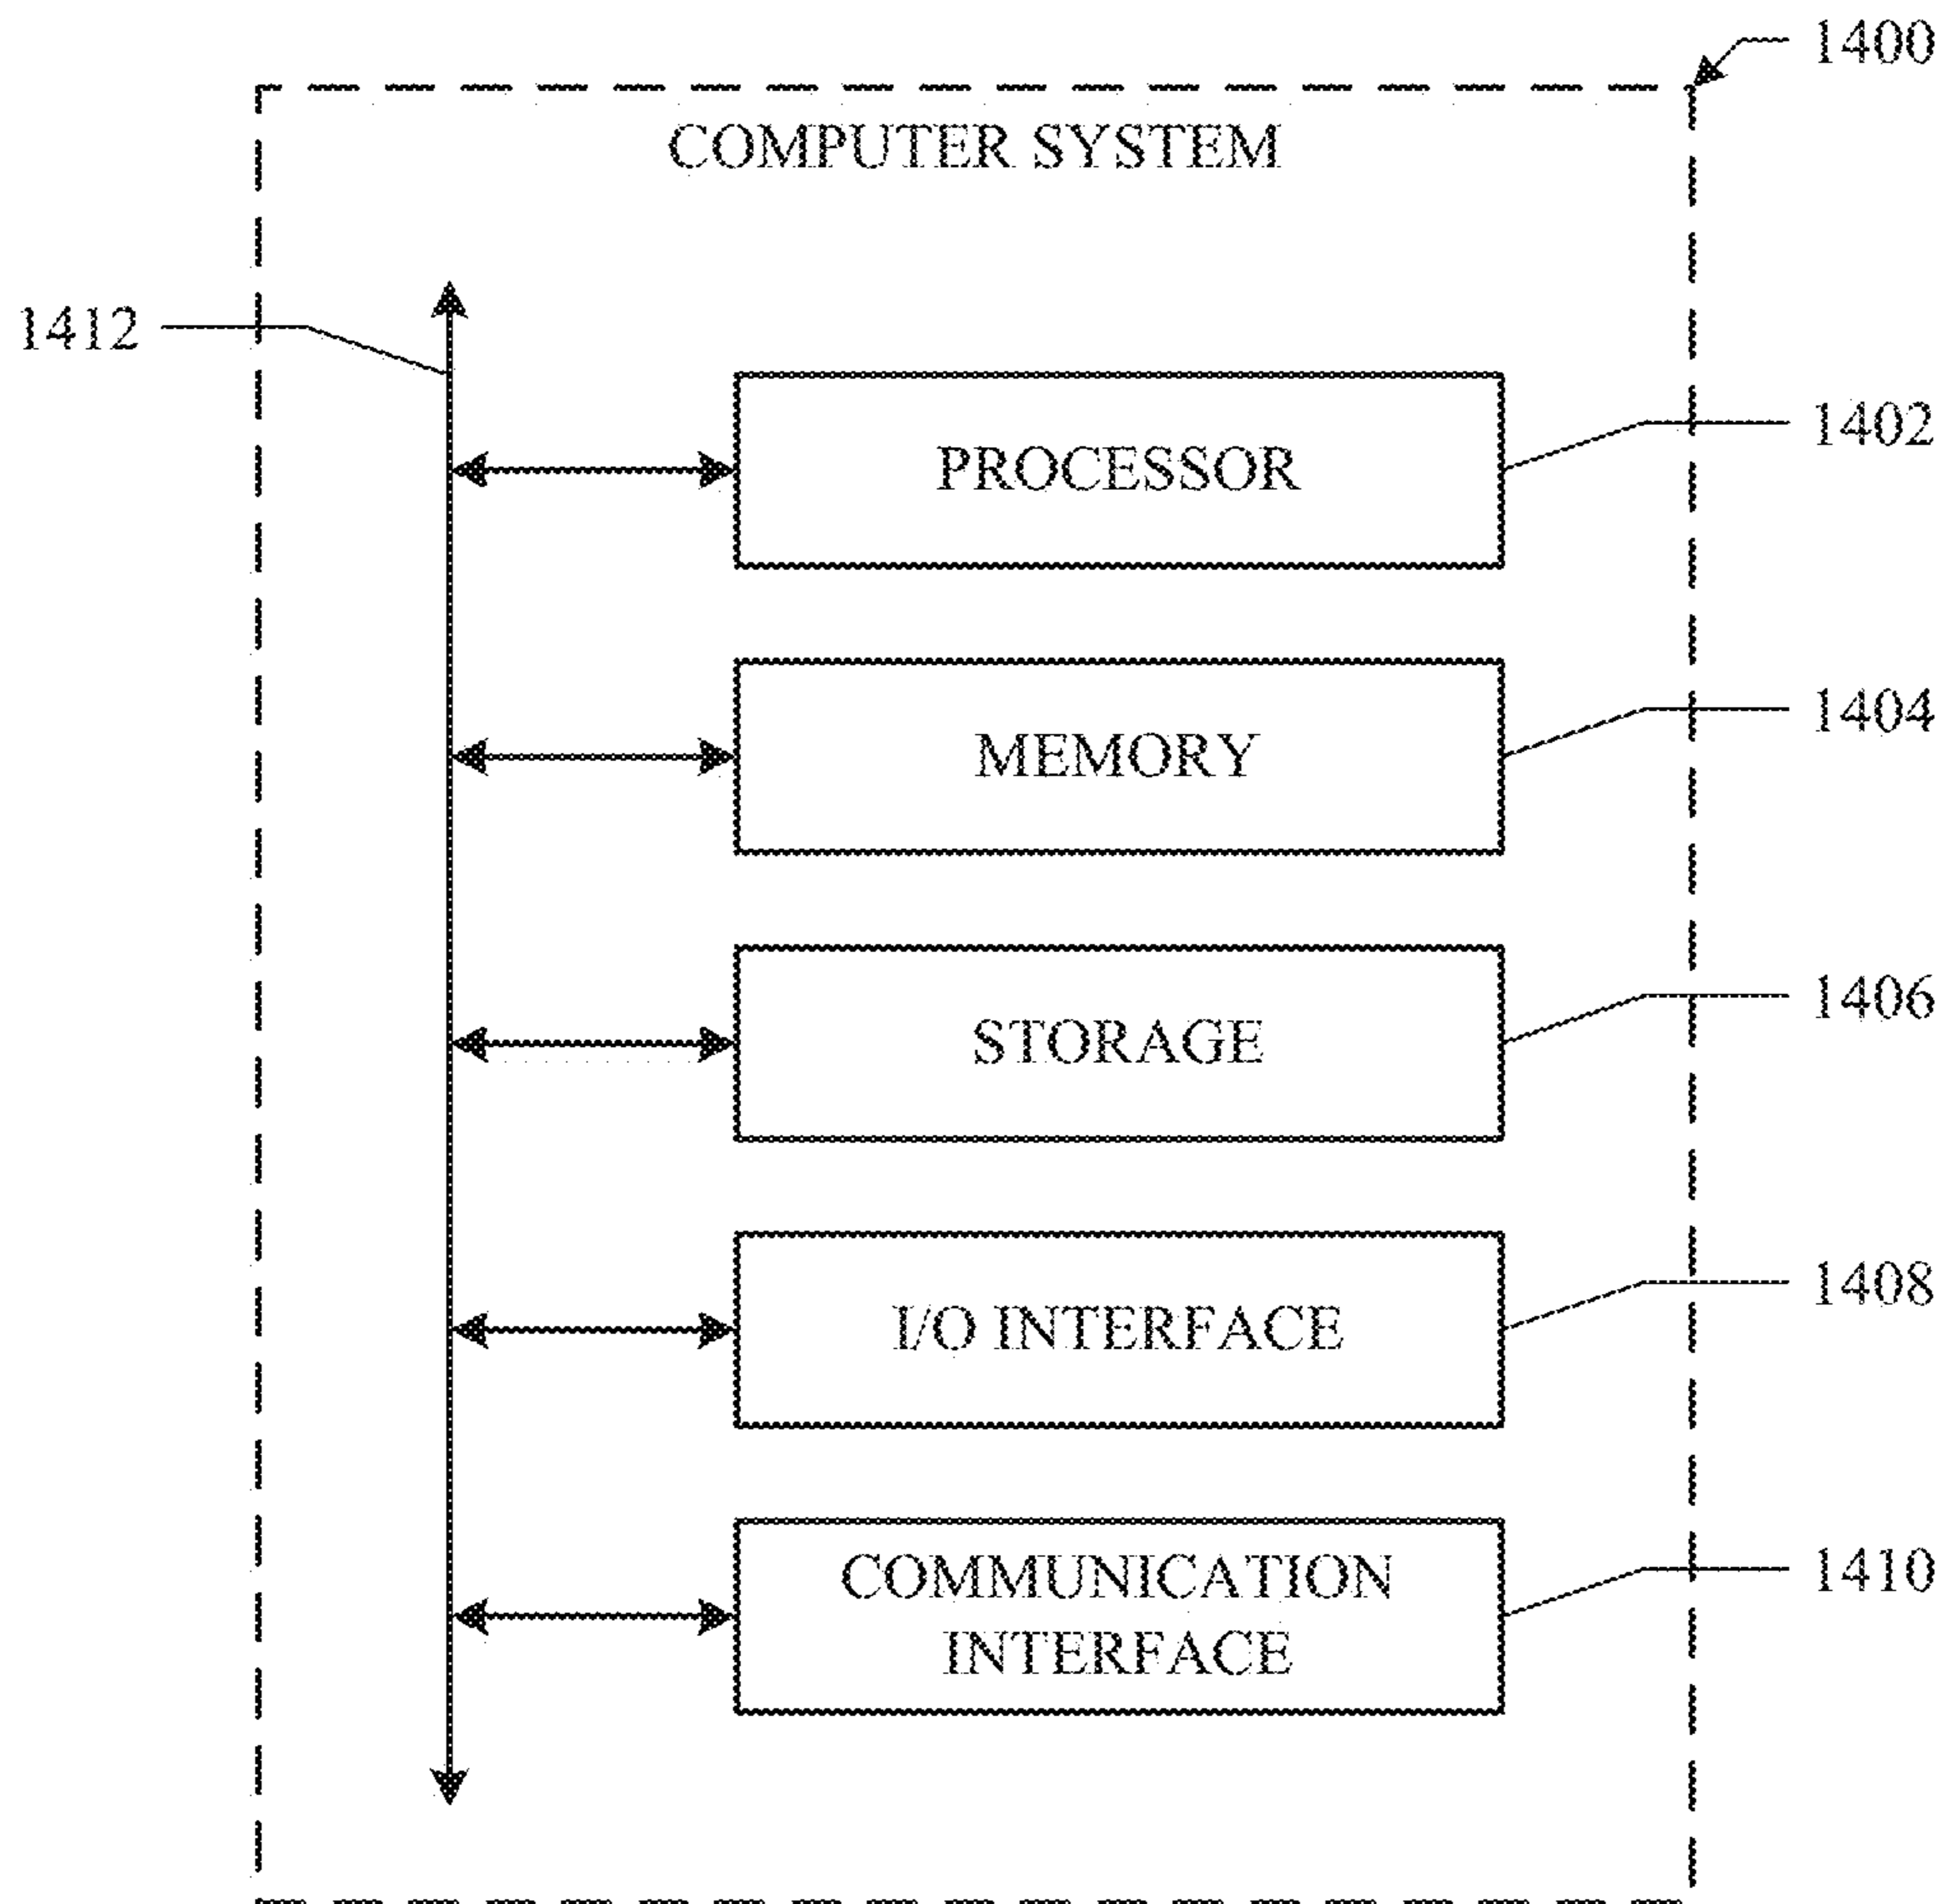 1400
COMPUTER SYSTEM
1412
PROCESSOR
1402
MEMORY
1404
STORAGE
1406
I/O INTERFACE
1408
COMMUNICATION
INTERFACE
1410